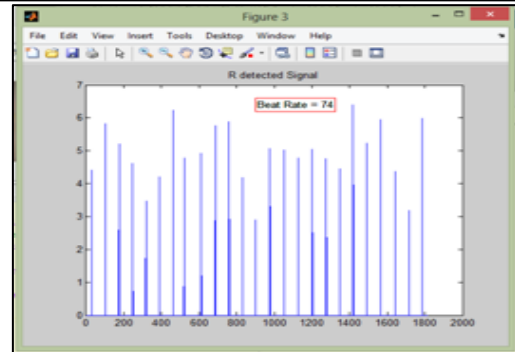 Figure 3
File Edit View Insert Tools Desktop Window Help
R detected Signal
Beat Rate = 74
7
6
5
4
3
2
1
0
0 200 400 600 800 1000 1200 1400 1600 1800 2000